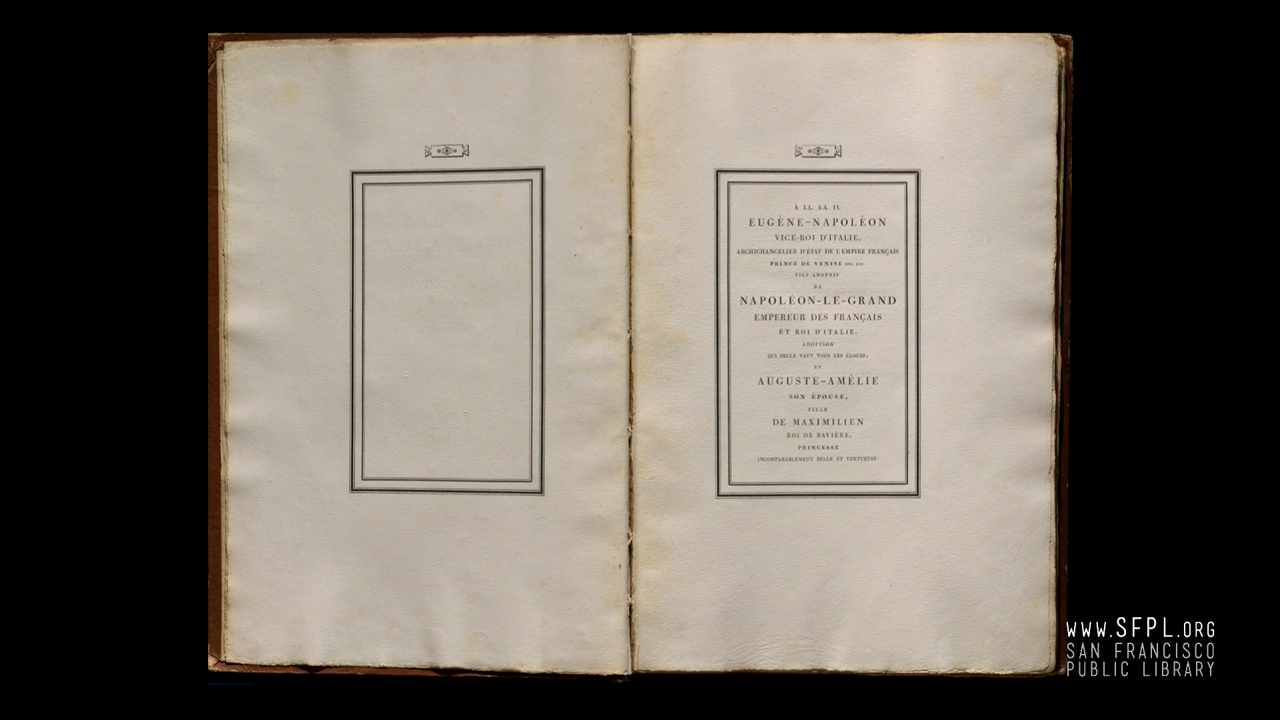 À LL. AA. II.
EUGÈNE-NAPOLÉON
VICE-ROI D'ITALIE,
ARCHICHANCELIER D'ÉTAT DE L'EMPIRE FRANÇAIS
PRINCE DE VENISE ETC. ETC.
FILS ADOPTIF
DE
NAPOLÉON-LE-GRAND
EMPEREUR DES FRANÇAIS
ET ROI D'ITALIE.
ADOPTION
QUI SEULE VAUT TOUS LES ÉLOGES;
ET
AUGUSTE-AMÉLIE
SON ÉPOUSE,
FILLE
DE MAXIMILIEN
ROI DE BAVIÈRE,
PRINCESSE
INCOMPARABLEMENT BELLE ET VERTUEUSE.
WWW.SFPL.ORG
SAN FRANCISCO
PUBLIC LIBRARY